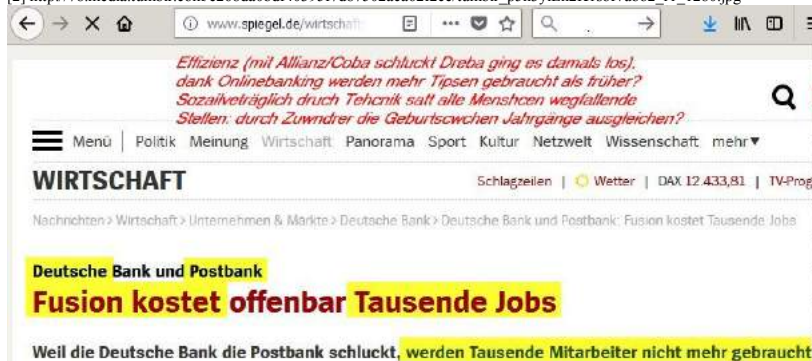 www.spiegel.de/wirtschaft
Effizienz (mit Allianz/Coba schluckt Dreba ging es damals los),
dank Onlinebanking werden mehr Tipsen gebraucht als früher?
Sozailveträglich druch Tehcnik satt alte Menshcen wegfallende
Stellen: durch Zuwndrer die Geburtscwchen Jahrgänge ausgleichen?
Menü | Politik Meinung Wirtschaft Panorama Sport Kultur Netzwelt Wissenschaft mehr▼
WIRTSCHAFT
Schlagzeilen | Wetter | DAX 12.433,81 | TV-Prog
Nachrichten > Wirtschaft > Unternehmen & Märkte > Deutsche Bank > Deutsche Bank und Postbank: Fusion kostet Tausende Jobs
Deutsche Bank und Postbank
Fusion kostet offenbar Tausende Jobs
Weil die Deutsche Bank die Postbank schluckt, werden Tausende Mitarbeiter nicht mehr gebraucht